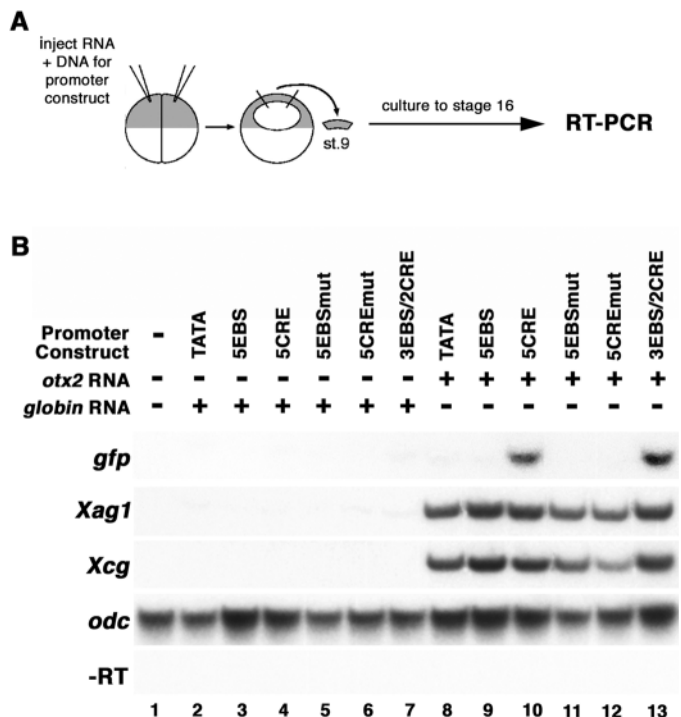 A
inject RNA
+ DNA for
promoter
construct
st.9
culture to stage 16
RT-PCR
B
Promoter
Construct
- TATA 5EBS 5CRE 5EBSmut 5CREmut 3EBS/2CRE TATA 5EBS 5CRE 5EBSmut 5CREmut 3EBS/2CRE
otx2 RNA - - - - - - - + + + + + +
globin RNA - + + + + + + - - - - - -
gfp
Xag1
Xcg
odc
-RT
1 2 3 4 5 6 7 8 9 10 11 12 13